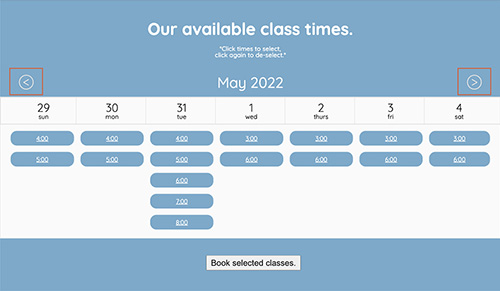 Our available class times.
"Click times to select,
click again to de-select."
< May 2022 >
29 30 31 1 2 3 4
sun mon tue wed thurs fri sat
4:00 4:00 4:00 3:00 3:00 3:00 3:00
5:00 5:00 5:00 6:00 6:00 6:00 6:00
6:00
7:00
8:00
Book selected classes.